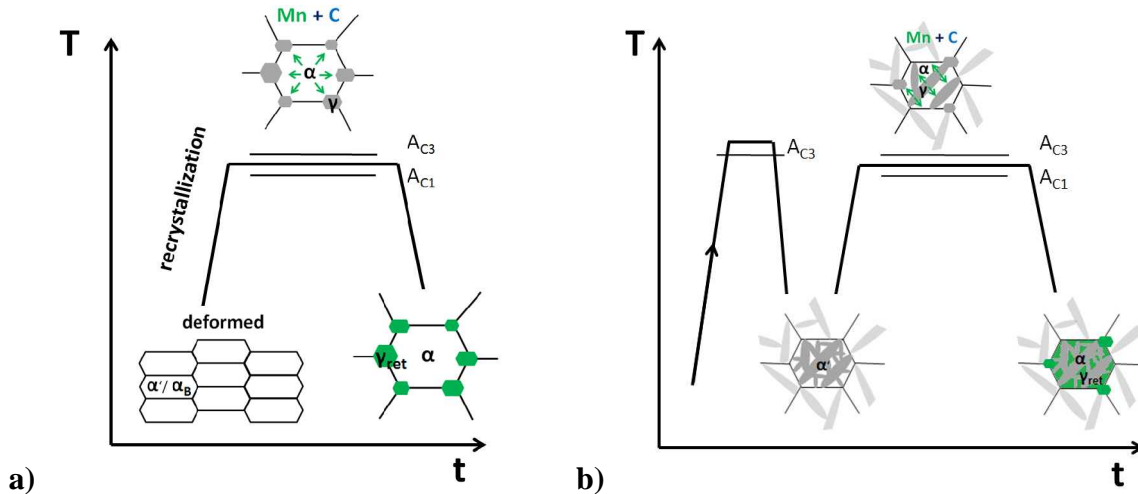 T
Mn + C
α
γ
A_C3
A_C1
recrystallization
deformed
α'/ α_B
γ_ret
α
t
a)
T
Mn + C
α
γ
A_C3
A_C3
A_C1
α'
α
γ_ret
t
b)